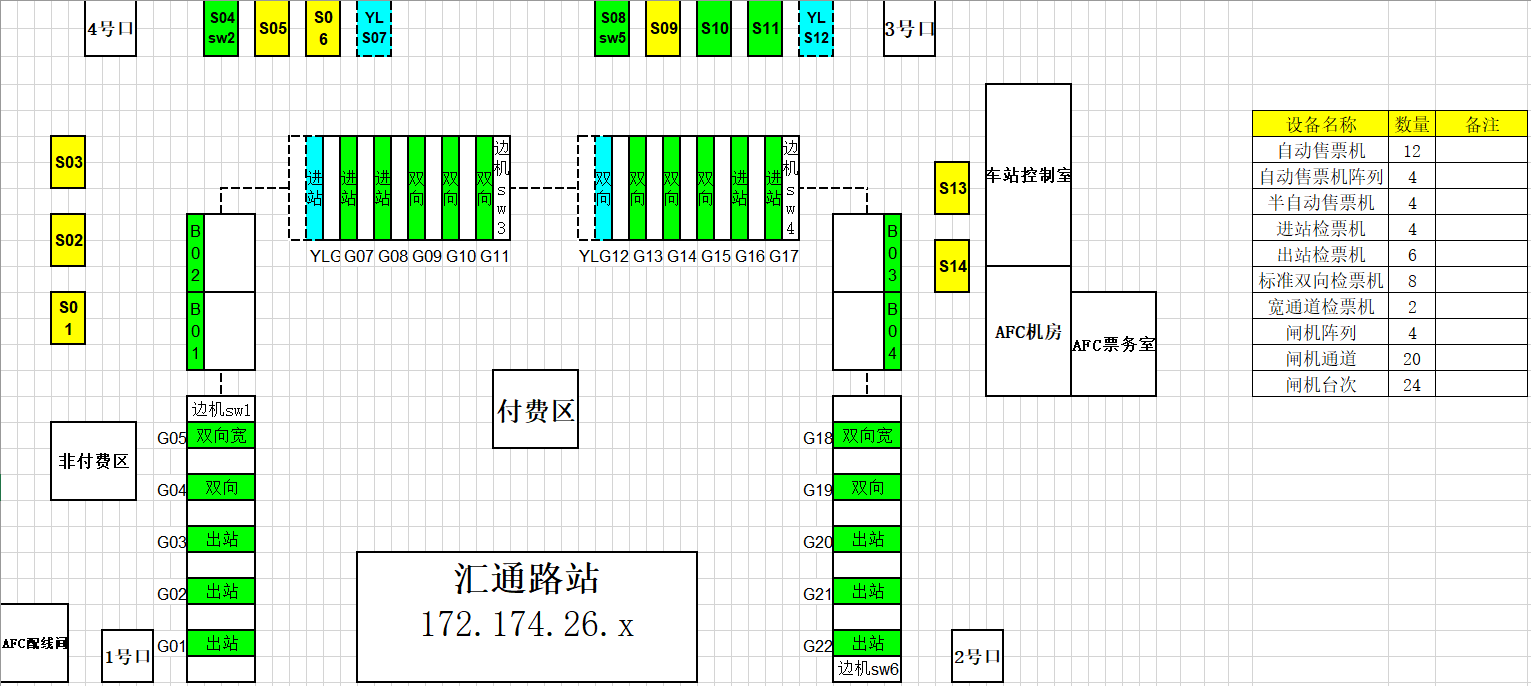 4号口
S04
sw2
S05
S0
6
YL
S07
S08
sw5
S09
S10
S11
YL
S12
3号口
S03
S02
S0
1
进站
进站
进站
双向
双向
双向
边机sw3
YLG G07 G08 G09 G10 G11
双向
双向
双向
双向
进站
进站
边机sw4
YLG12 G13 G14 G15 G16 G17
B02
B01
B03
B04
S13
S14
车站控制室
AFC机房
AFC票务室
边机sw1
G05 双向宽
G04 双向
G03 出站
G02 出站
G01 出站
非付费区
付费区
G18 双向宽
G19 双向
G20 出站
G21 出站
G22 出站
边机sw6
汇通路站
172.174.26.x
AFC配线间
1号口
2号口
设备名称 数量 备注
自动售票机 12
自动售票机阵列 4
半自动售票机 4
进站检票机 4
出站检票机 6
标准双向检票机 8
宽通道检票机 2
闸机阵列 4
闸机通道 20
闸机台次 24